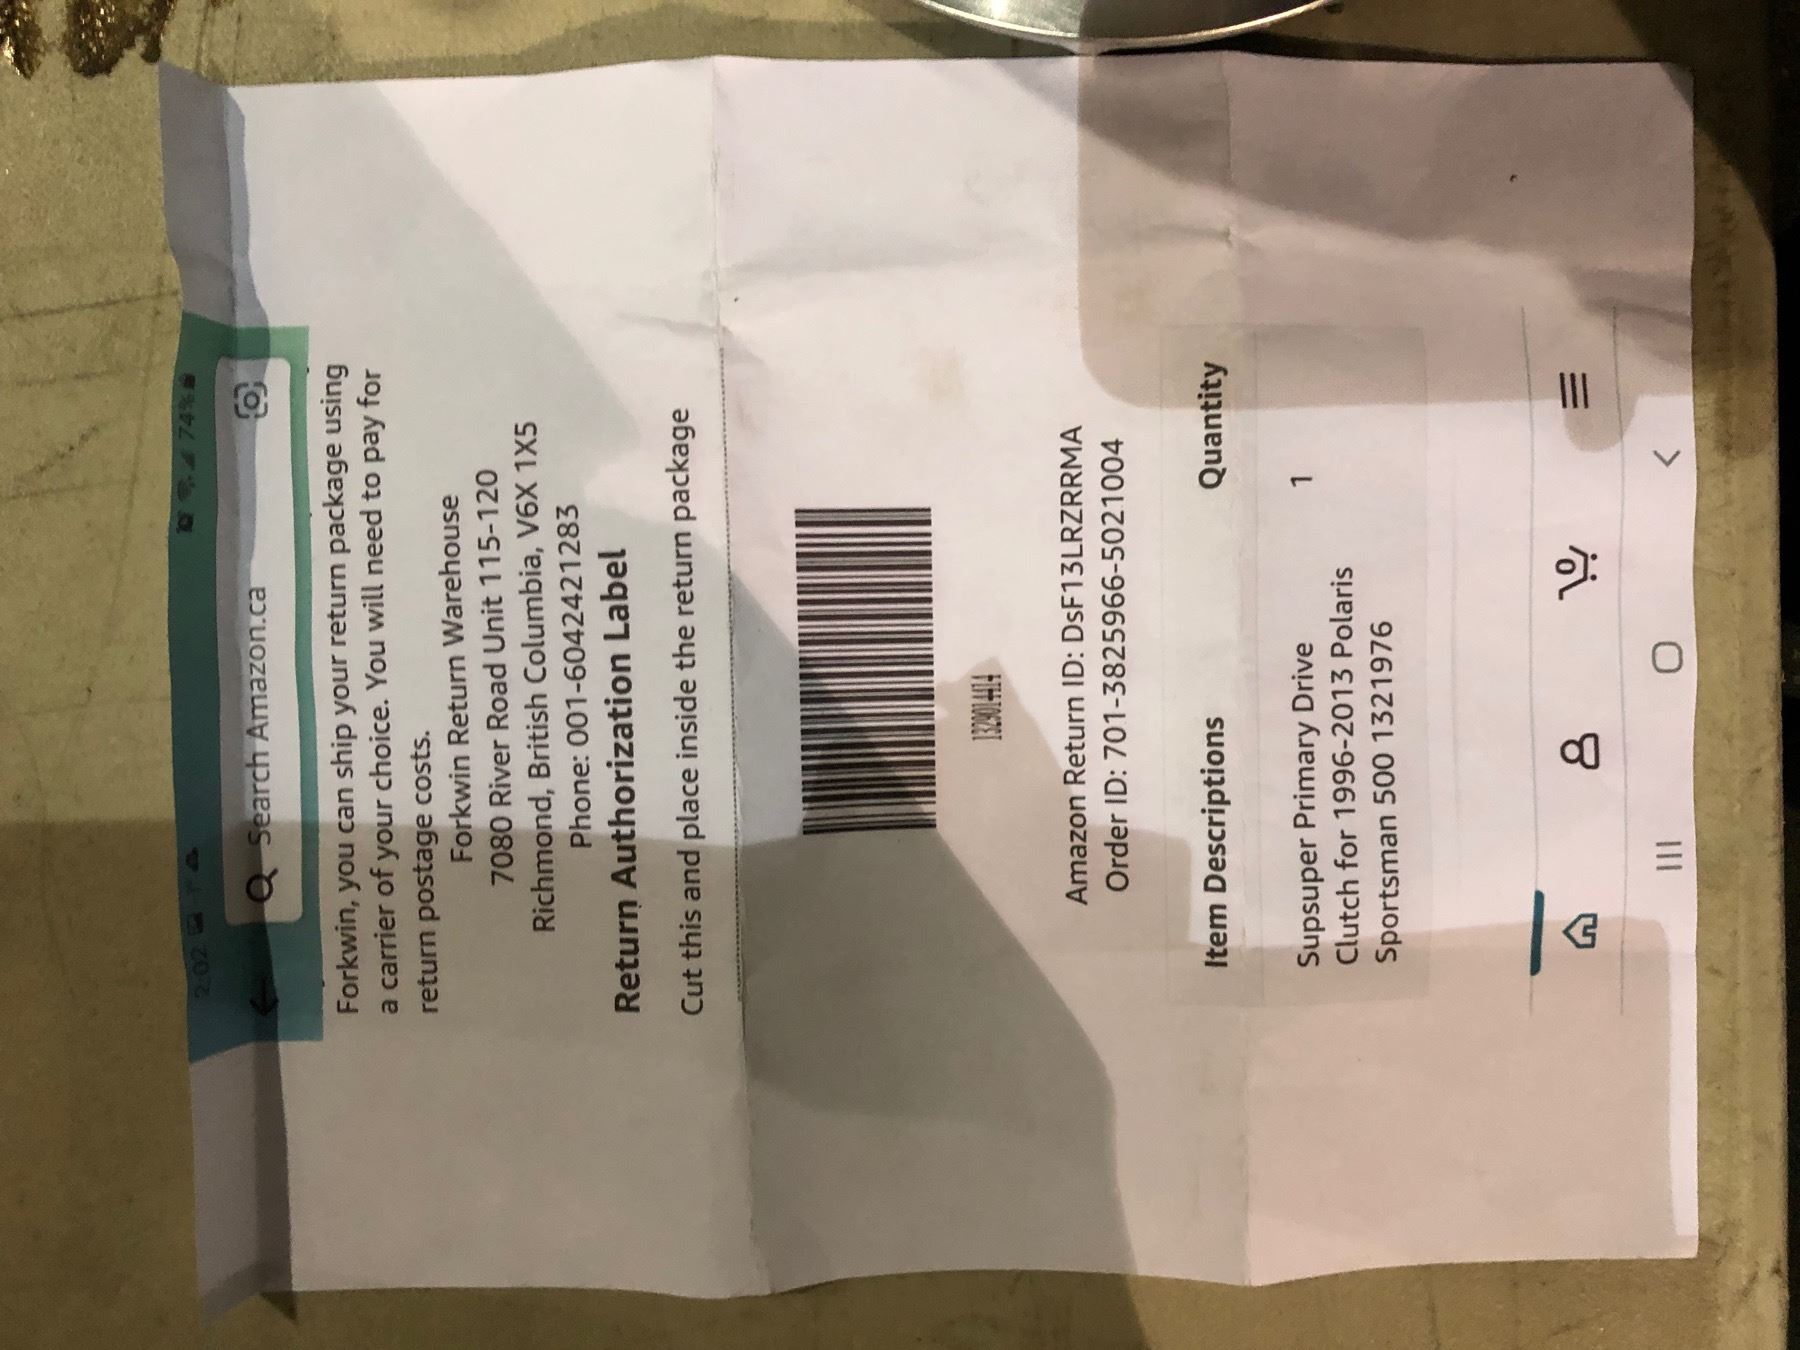 2:02
74%
Search Amazon.ca
Forkwin, you can ship your return package using
a carrier of your choice. You will need to pay for
return postage costs.
Forkwin Return Warehouse
7080 River Road Unit 115-120
Richmond, British Columbia, V6X 1X5
Phone: 001-6042421283
Return Authorization Label
Cut this and place inside the return package
132901414
Amazon Return ID: DsF13LRZRRMA
Order ID: 701-3825966-5021004
Item Descriptions Quantity
Supsuper Primary Drive 1
Clutch for 1996-2013 Polaris
Sportsman 500 1321976